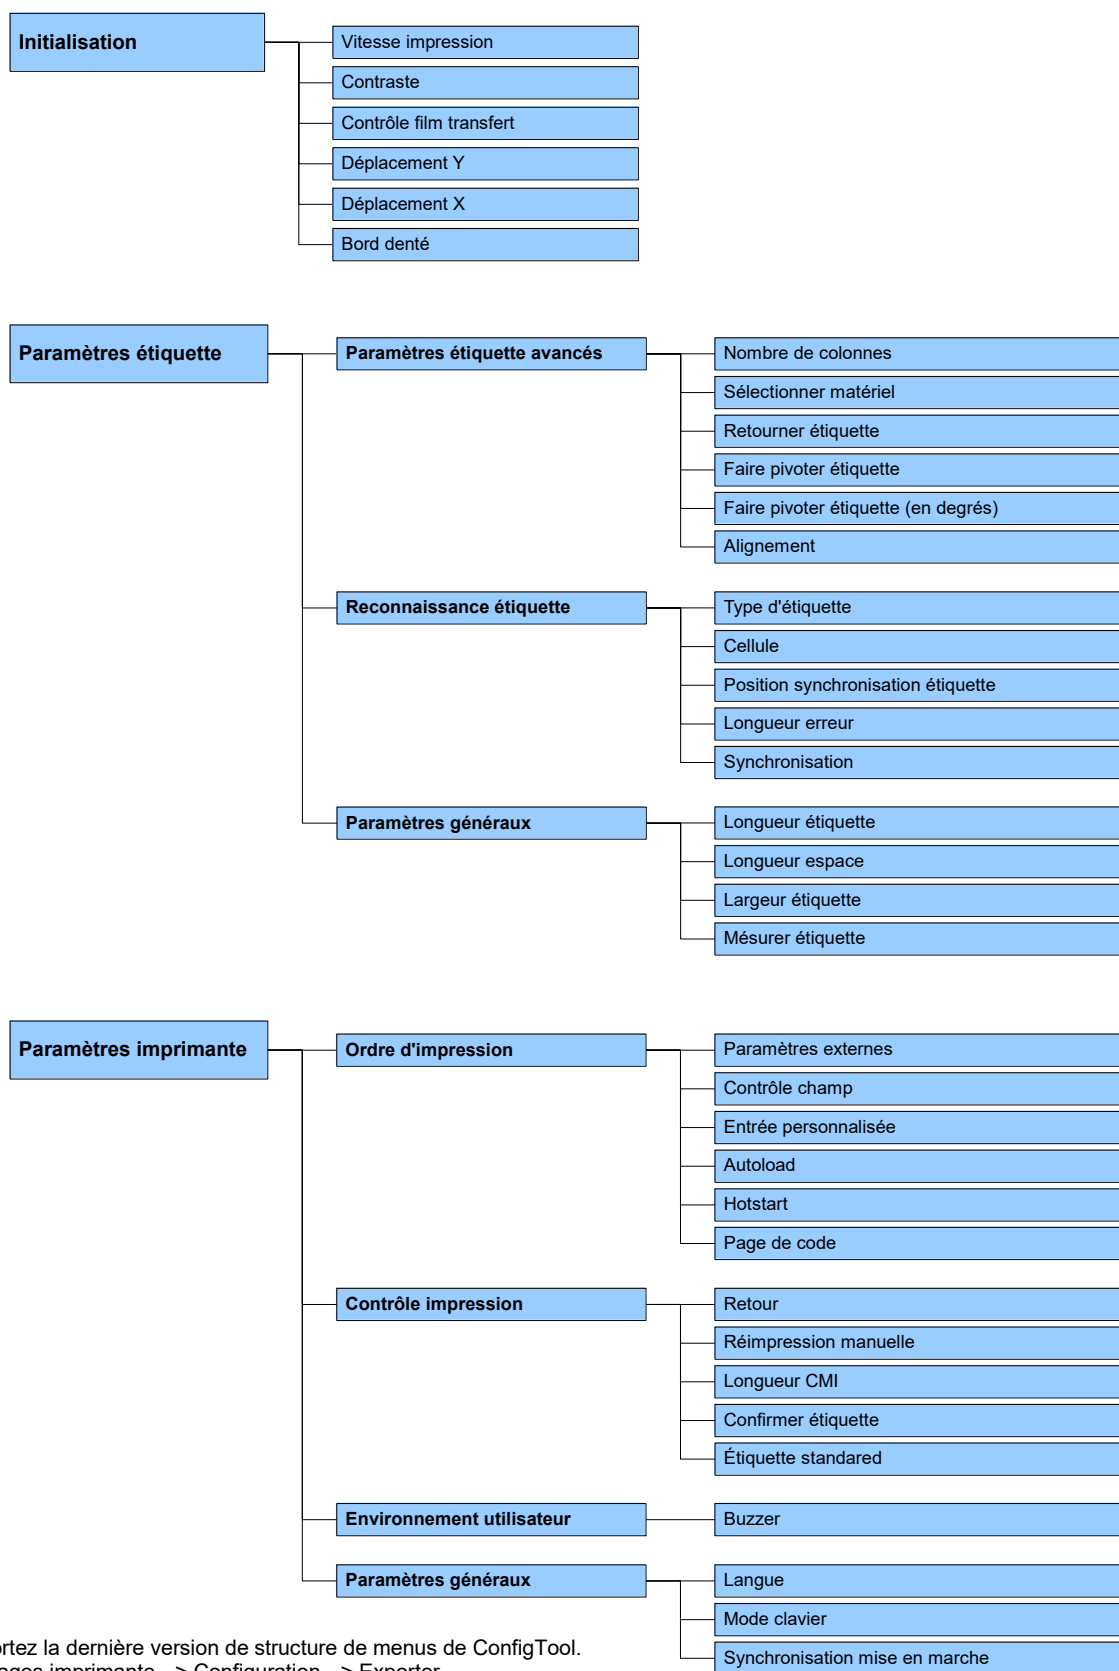 Initialisation
Vitesse impression
Contraste
Contrôle film transfert
Déplacement Y
Déplacement X
Bord denté
Paramètres étiquette
Paramètres étiquette avancés
Nombre de colonnes
Sélectionner matériel
Retourner étiquette
Faire pivoter étiquette
Faire pivoter étiquette (en degrés)
Alignement
Reconnaissance étiquette
Type d'étiquette
Cellule
Position synchronisation étiquette
Longueur erreur
Synchronisation
Paramètres généraux
Longueur étiquette
Longueur espace
Largeur étiquette
Mésurer étiquette
Paramètres imprimante
Ordre d'impression
Paramètres externes
Contrôle champ
Entrée personnalisée
Autoload
Hotstart
Page de code
Contrôle impression
Retour
Réimpression manuelle
Longueur CMI
Confirmer étiquette
Étiquette standared
Environnement utilisateur
Buzzer
Paramètres généraux
Langue
Mode clavier
Synchronisation mise en marche
la dernière version de structure de menus de ConfigTool.
imprimante --> Configuration --> Exporter